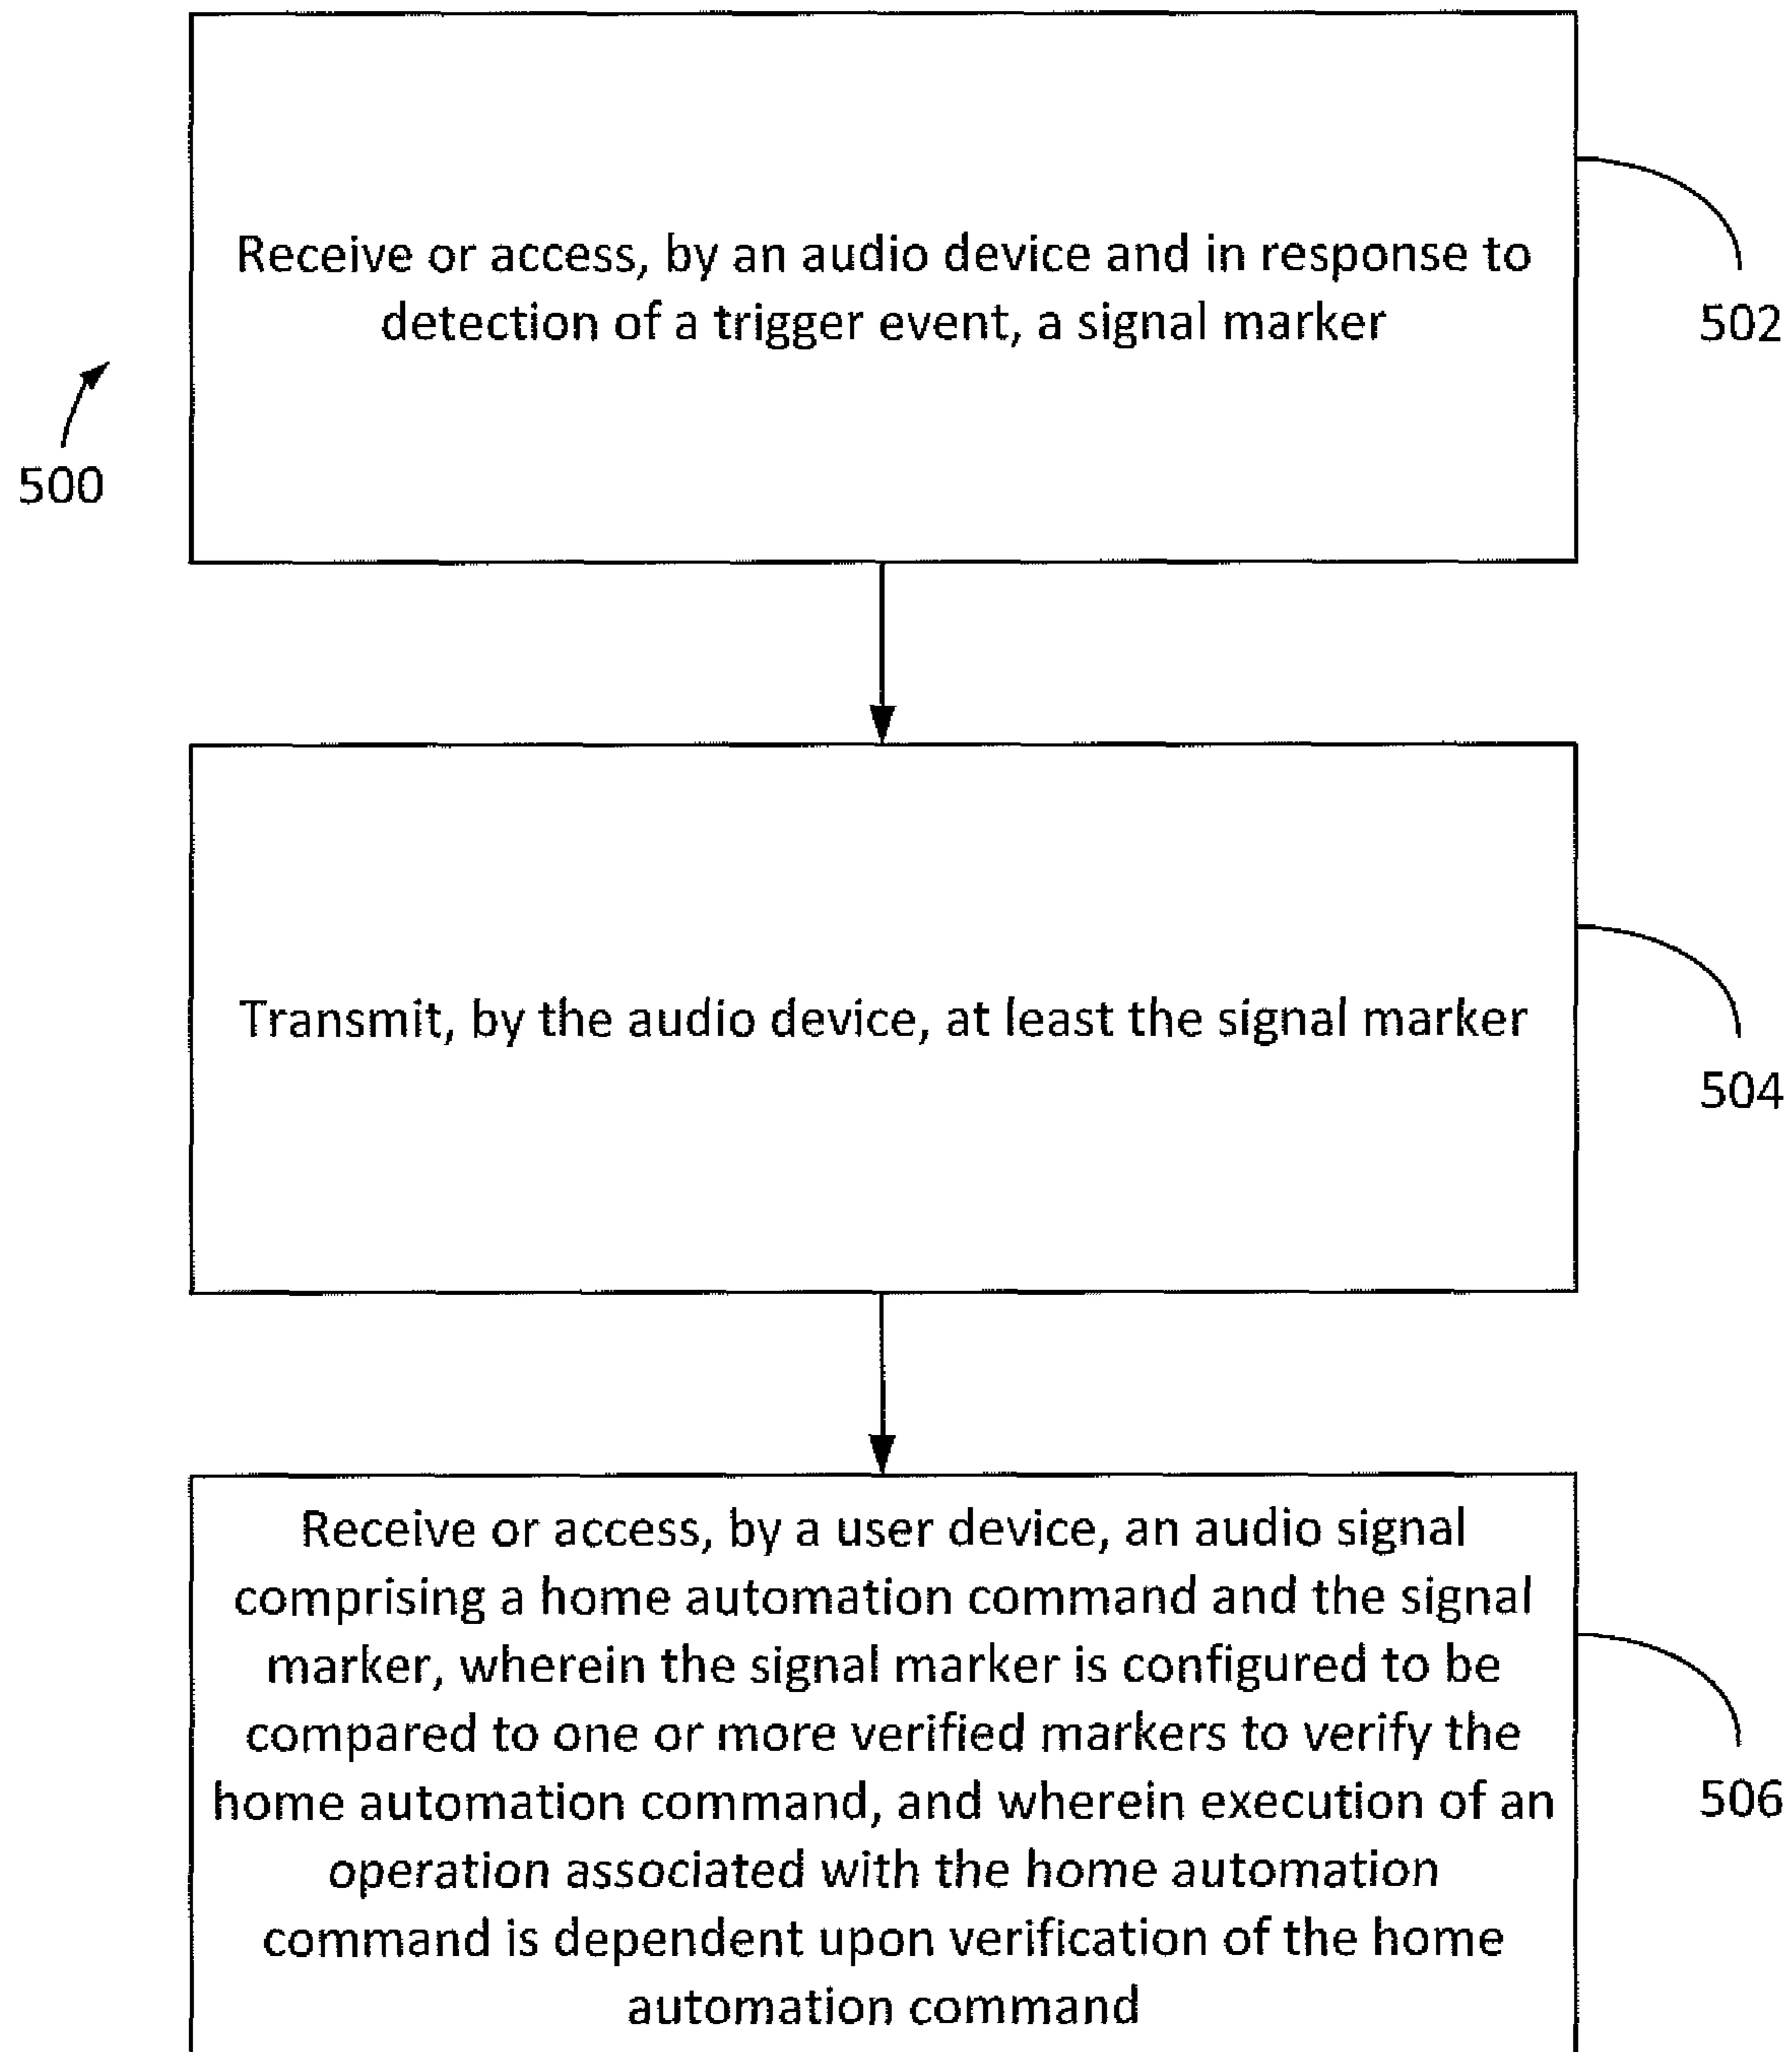 Receive or access, by an audio device and in response to
detection of a trigger event, a signal marker
502
500
Transmit, by the audio device, at least the signal marker
504
Receive or access, by a user device, an audio signal
comprising a home automation command and the signal
marker, wherein the signal marker is configured to be
compared to one or more verified markers to verify the
home automation command, and wherein execution of an
operation associated with the home automation
command is dependent upon verification of the home
automation command
506